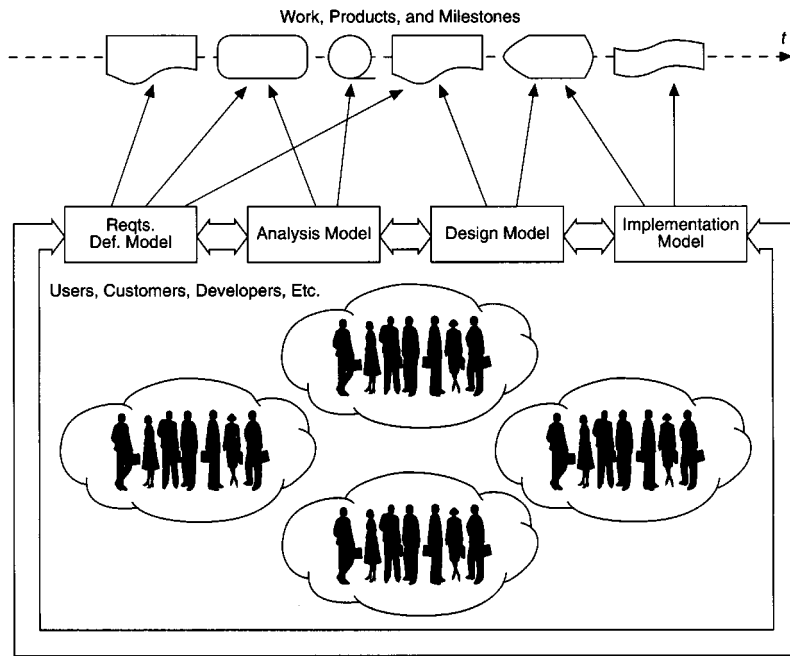 Work, Products, and Milestones
t
Reqts.
Def. Model
Analysis Model
Design Model
Implementation
Model
Users, Customers, Developers, Etc.